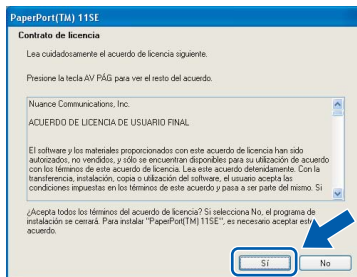 PaperPort(TM) 11SE
Contrato de licencia
Lea cuidadosamente el acuerdo de licencia siguiente.
Presione la tecla AV PÁG para ver el resto del acuerdo.
Nuance Communications, Inc.
ACUERDO DE LICENCIA DE USUARIO FINAL
El software y los materiales proporcionados con este acuerdo de licencia han sido
autorizados, no vendidos, y sólo se encuentran disponibles para su utilización de acuerdo
con los términos de este acuerdo de licencia. Lea este acuerdo detenidamente. Con la
transferencia, instalación, copia o utilización del software, el usuario acepta las
condiciones impuestas en los términos de este acuerdo y pasa a ser parte del mismo. Si
¿Acepta todos los términos del acuerdo de licencia? Si selecciona No, el programa de
instalación se cerrará. Para instalar "PaperPort(TM) 11SE", es necesario aceptar este
acuerdo.
Sí
No